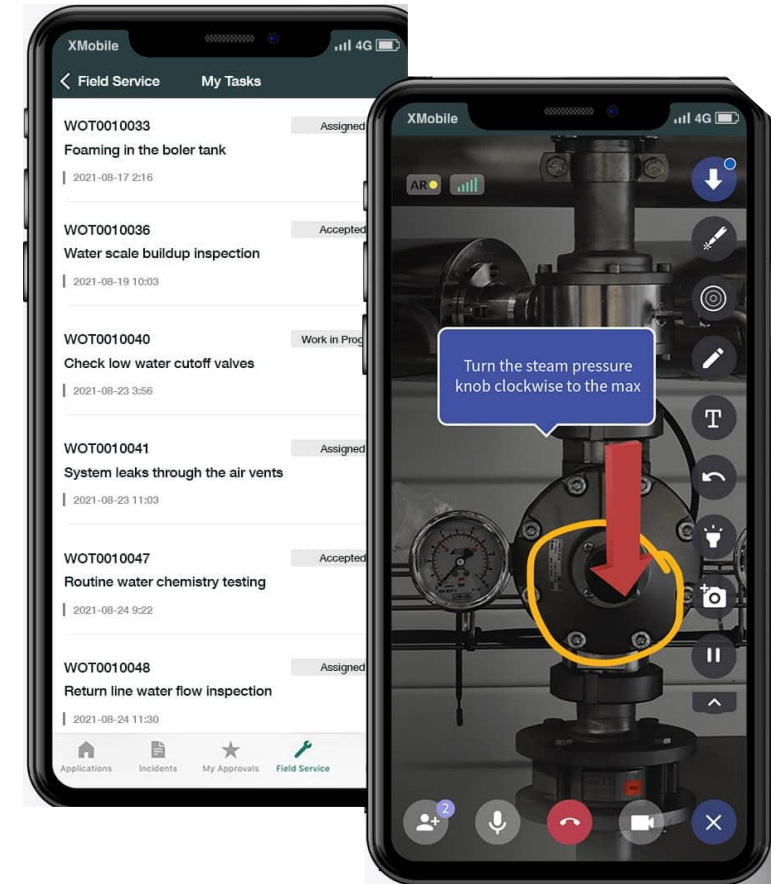 XMobile
4G
Field Service
My Tasks
WOT0010033
Assigned
Foaming in the boler tank
2021-08-17 2:16
WOT0010036
Accepted
Water scale buildup inspection
2021-08-19 10:03
WOT0010040
Work in Prog
Check low water cutoff valves
2021-08-23 3:56
WOT0010041
Assigned
System leaks through the air vents
2021-08-23 11:03
WOT0010047
Accepted
Routine water chemistry testing
2021-08-24 9:22
WOT0010048
Assigned
Return line water flow inspection
2021-08-24 11:30
Applications
Incidents
My Approvals
Field Service
XMobile
4G
AR
Turn the steam pressure
knob clockwise to the max
T
2